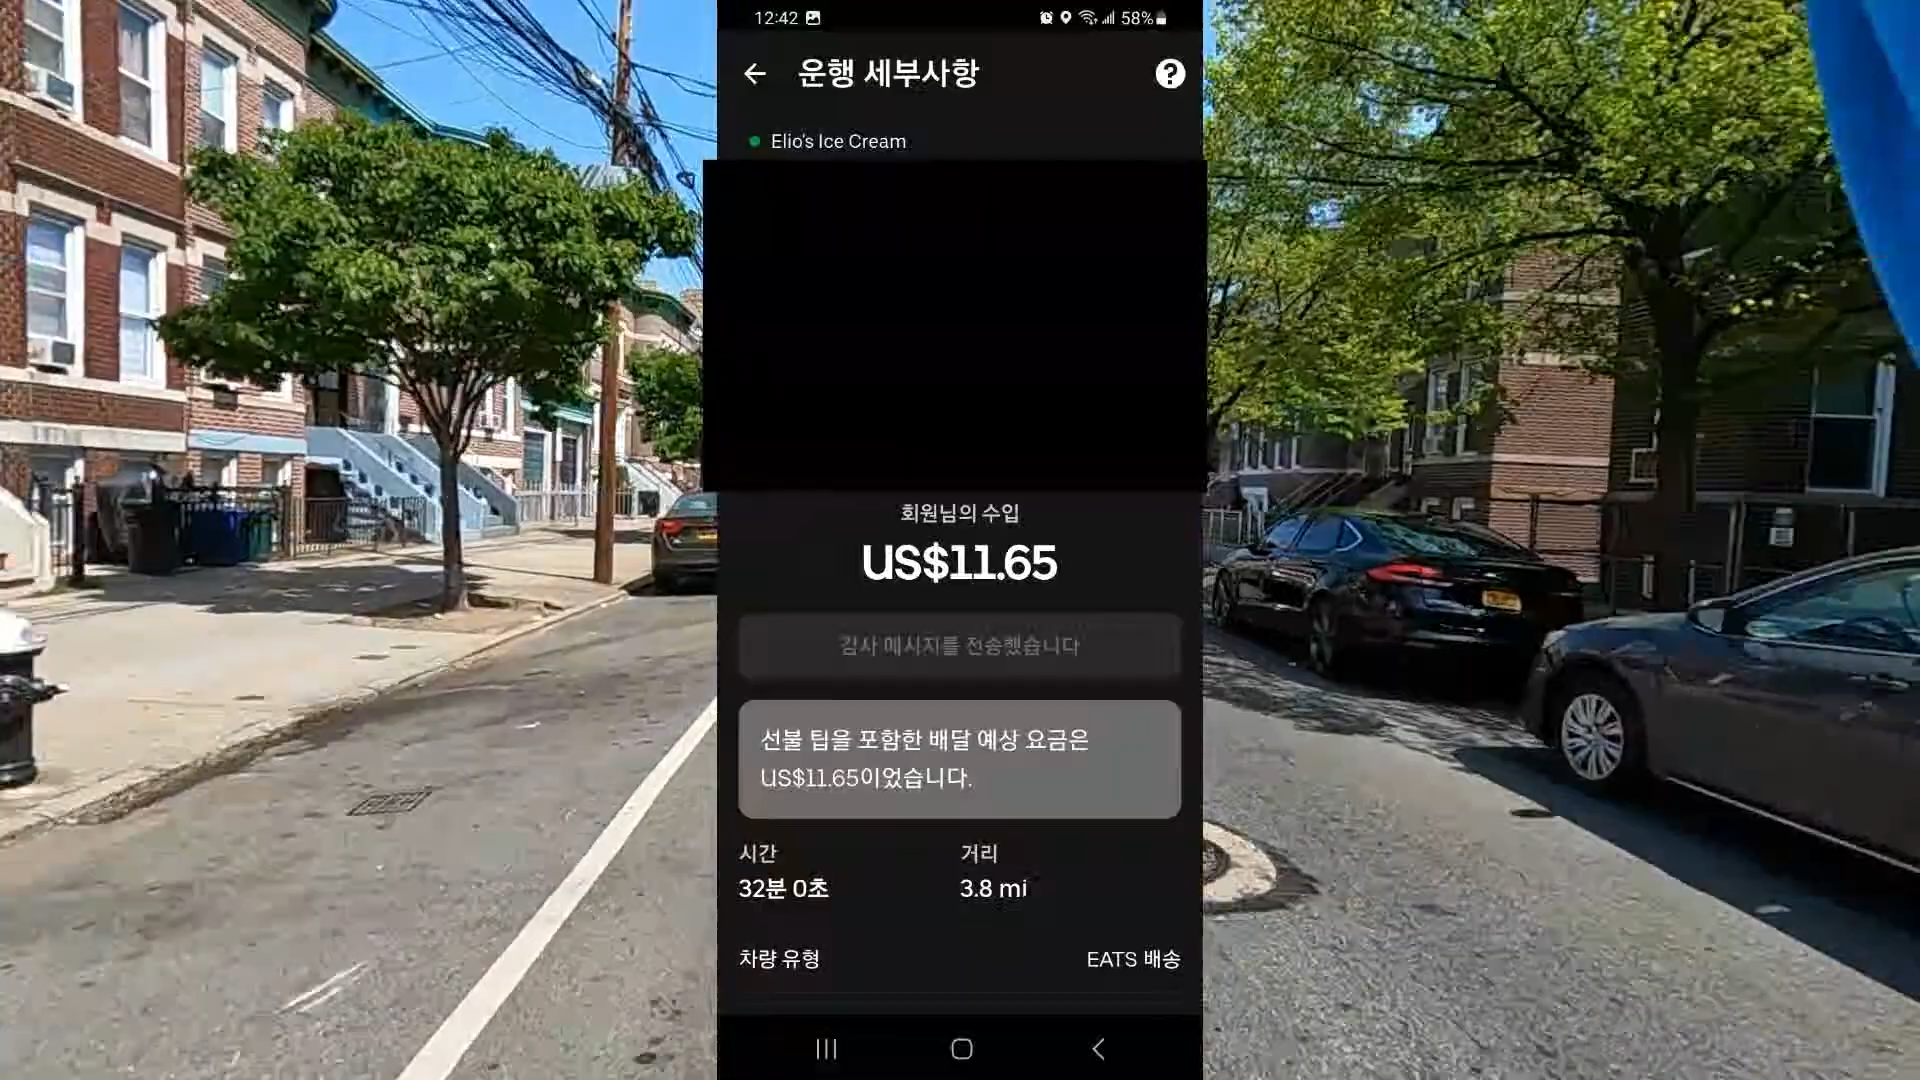 12:42
58%
운행 세부사항
Elio's Ice Cream
회원님의 수입
US$11.65
감사 메시지를 전송했습니다
선불 팁을 포함한 배달 예상 요금은
US$11.65이었습니다.
시간
거리
32분 0초
3.8 mi
차량 유형
EATS 배송